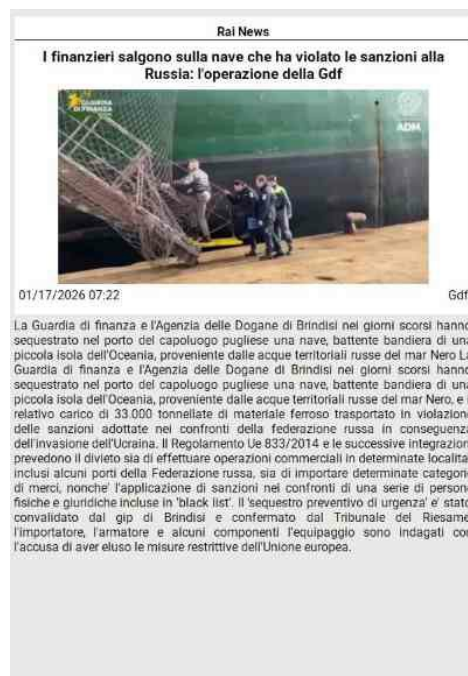 Rai News
I finanzieri salgono sulla nave che ha violato le sanzioni alla
Russia: l'operazione della Gdf
GUARDIA
DI FINANZA
ADM
01/17/2026 07:22
Gdf
La Guardia di finanza e l'Agenzia delle Dogane di Brindisi nei giorni scorsi hanno
sequestrato nel porto del capoluogo pugliese una nave, battente bandiera di una
piccola isola dell'Oceania, proveniente dalle acque territoriali russe del mar Nero La
Guardia di finanza e l'Agenzia delle Dogane di Brindisi nei giorni scorsi hanno
sequestrato nel porto del capoluogo pugliese una nave, battente bandiera di una
piccola isola dell'Oceania, proveniente dalle acque territoriali russe del mar Nero, e i
relativo carico di 33.000 tonnellate di materiale ferroso trasportato in violazione
delle sanzioni adottate nei confronti della federazione russa in conseguenza
dell'invasione dell'Ucraina. Il Regolamento Ue 833/2014 e le successive integrazion
prevedono il divieto sia di effettuare operazioni commerciali in determinate localita'
inclusi alcuni porti della Federazione russa, sia di importare determinate categori
di merci, nonche' l'applicazione di sanzioni nei confronti di una serie di person
fisiche e giuridiche incluse in 'black list'. Il 'sequestro preventivo di urgenza' e' stato
convalidato dal gip di Brindisi e confermato dal Tribunale del Riesame
l'importatore, l'armatore e alcuni componenti l'equipaggio sono indagati co
l'accusa di aver eluso le misure restrittive dell'Unione europea.